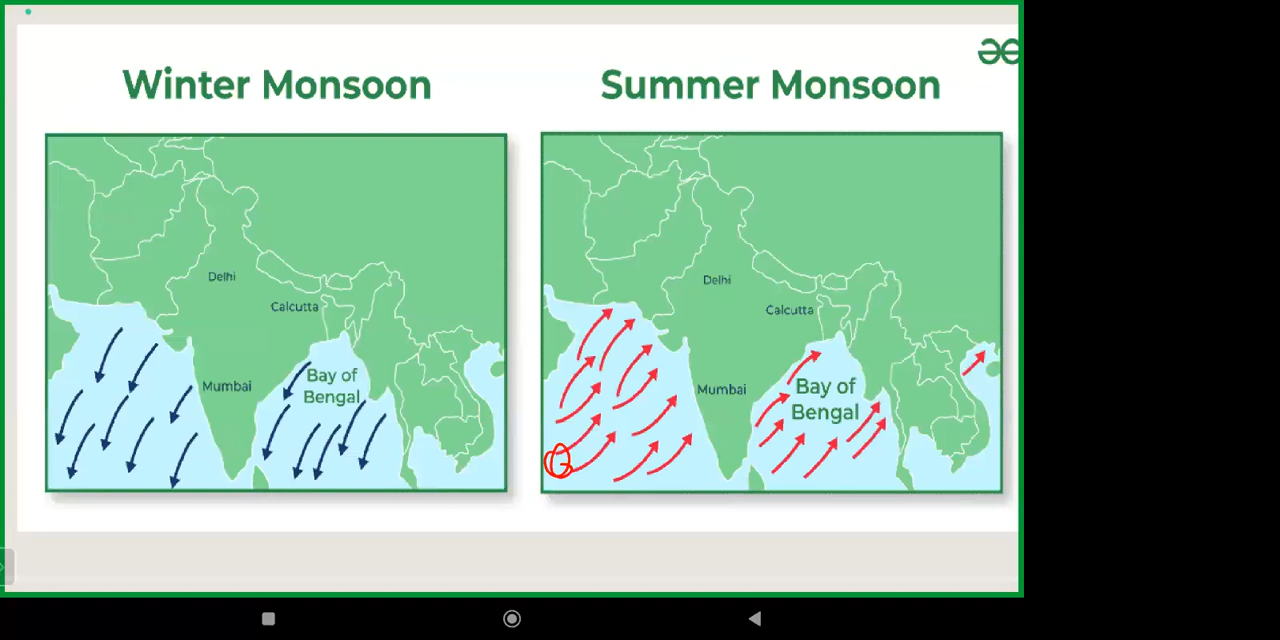 Winter Monsoon
Delhi
Calcutta
Mumbai
Bay of
Bengal
Summer Monsoon
Delhi
Calcutta
Mumbai
Bay of
Bengal